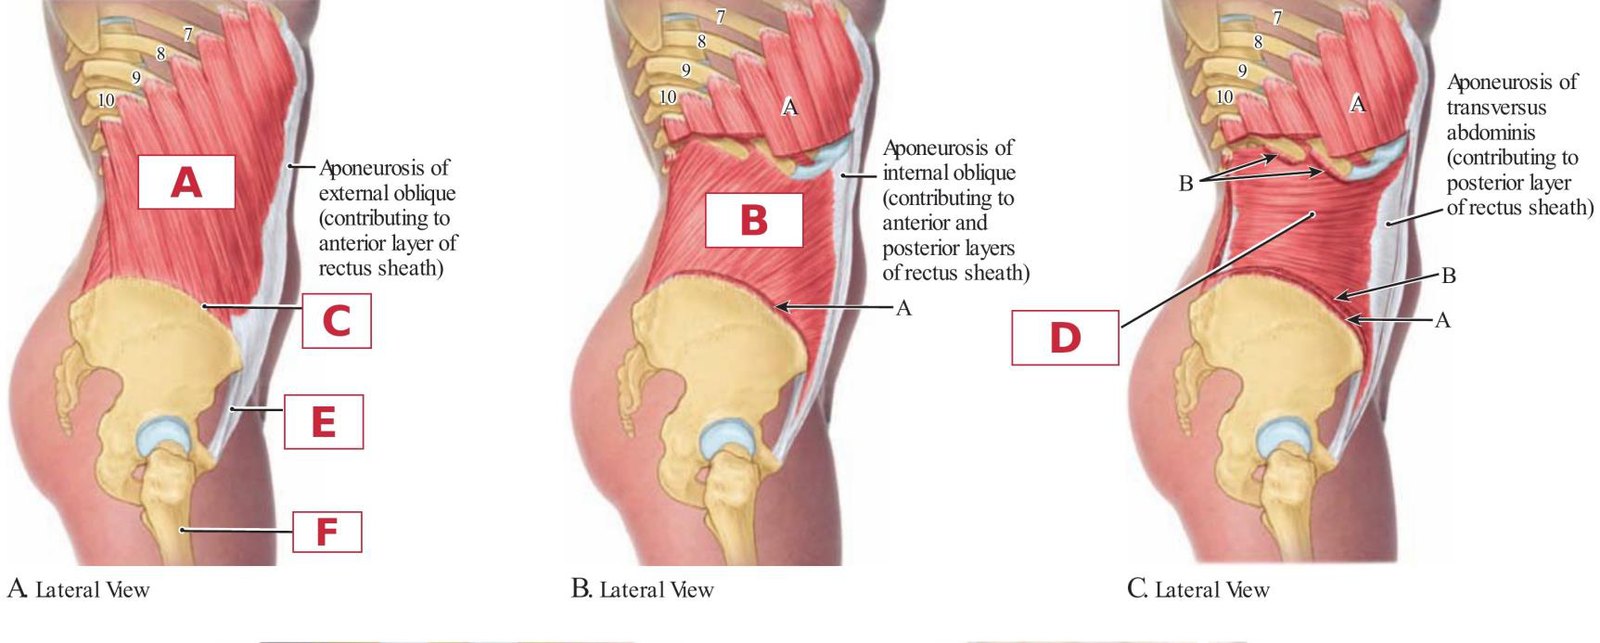 7
8
9
10
A
Aponeurosis of
external oblique
(contributing to
anterior layer of
rectus sheath)
C
E
F
A. Lateral View
7
8
9
10
A
B
Aponeurosis of
internal oblique
(contributing to
anterior and
posterior layers
of rectus sheath)
A
B. Lateral View
7
8
9
10
A
B
Aponeurosis of
transversus
abdominis
(contributing to
posterior layer
of rectus sheath)
D
B
A
C. Lateral View